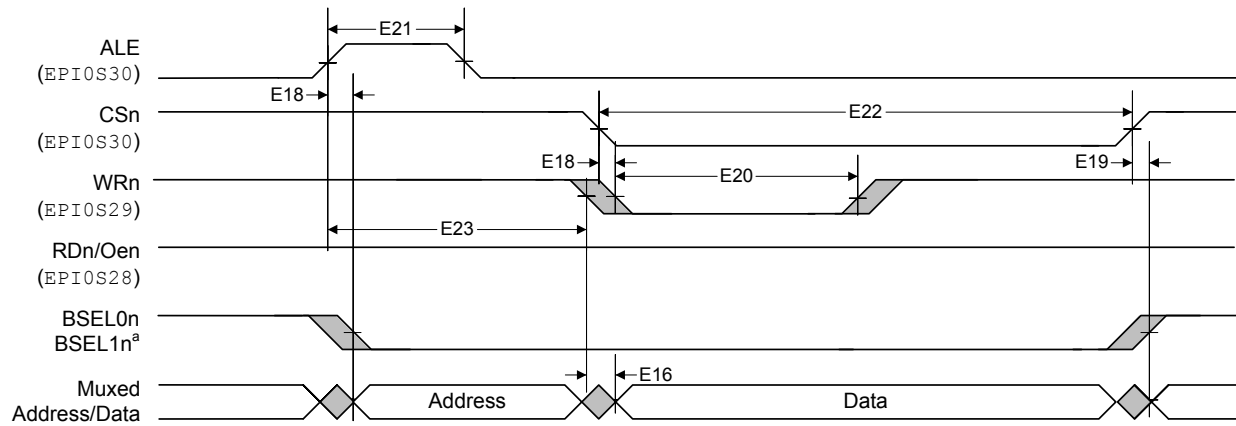 E21
ALE
(EPI0S30)
E18
CSn
E22
(EPI0S30)
E18
E19
WRn
E20
(EPI0S29)
E23
RDn/Oen
(EPI0S28)
BSEL0n
BSEL1nª
E16
Muxed
Address/Data
Address
Data